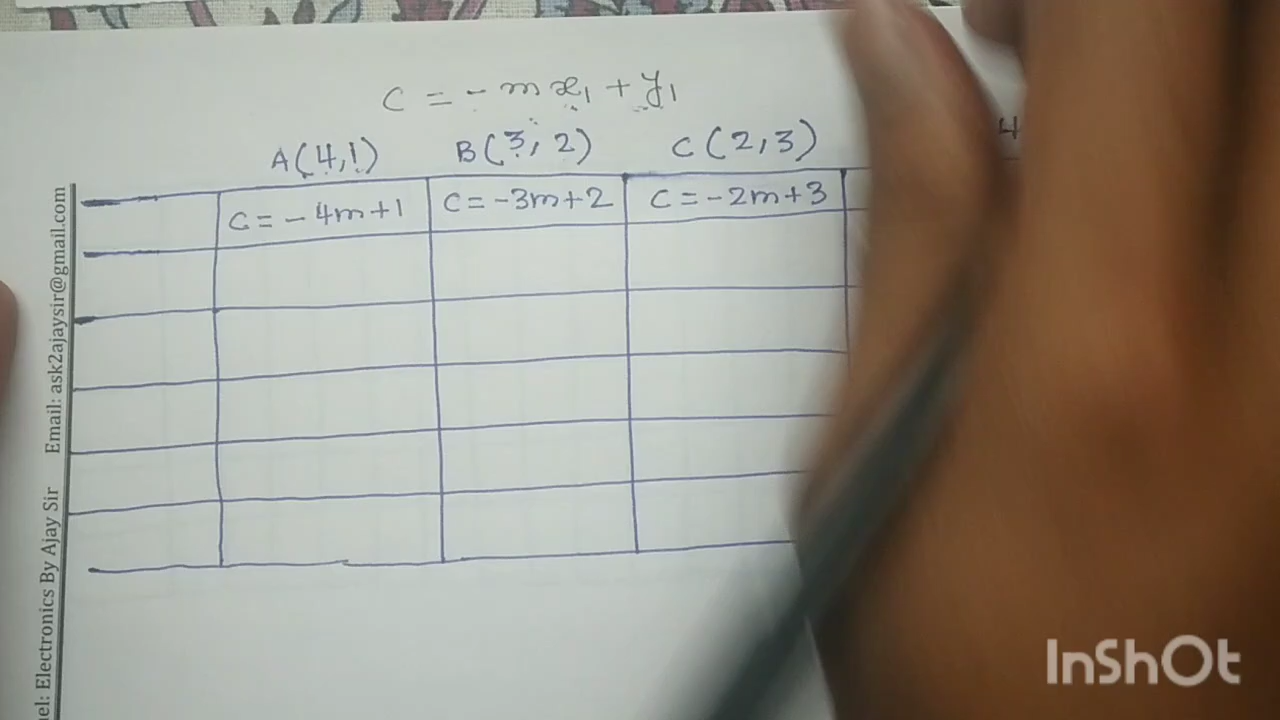 C = -mx₁ + y₁
A(4,1) B(3,2) C(2,3) 4
C = -4m+1 C = -3m+2 C = -2m+3
Electronics By Ajay Sir Email: ask2ajaysir@gmail.com
InShOt